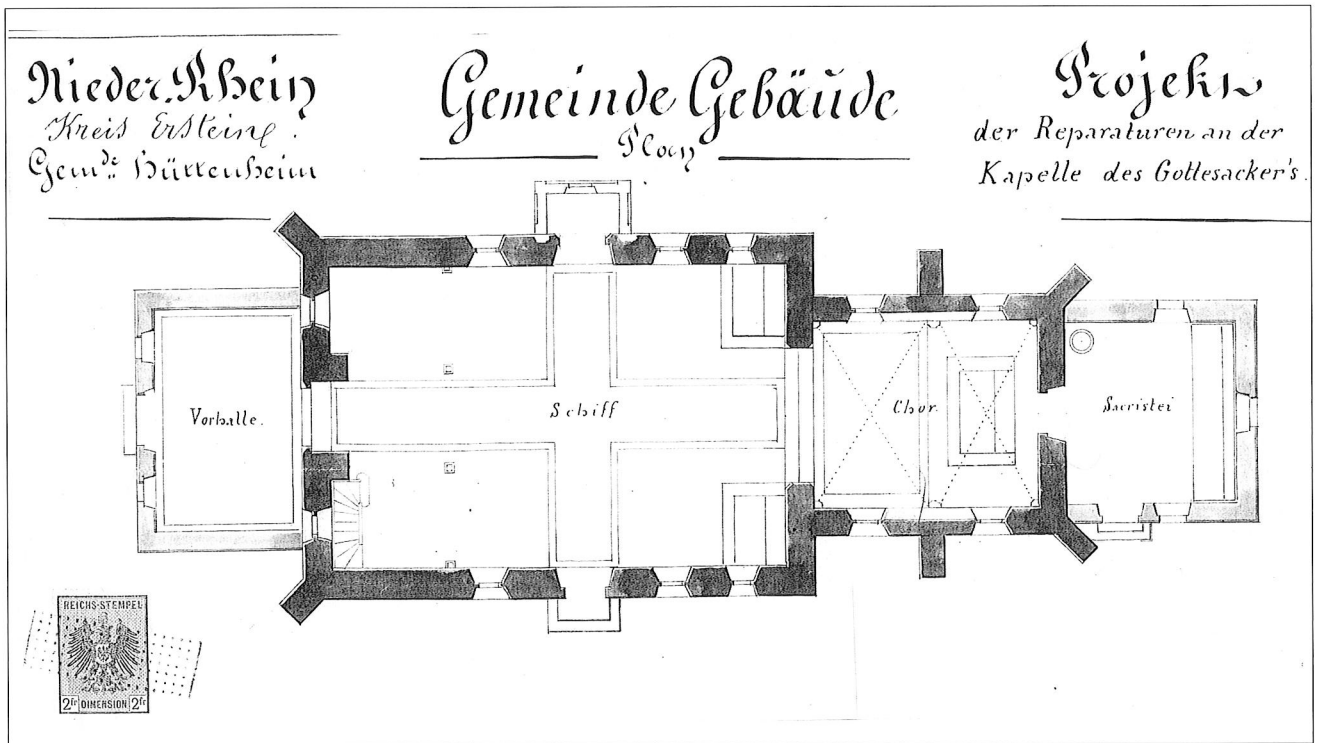 Nieder-Rhein
Kreis Erstein.
Gemde: Hüttenheim
Gemeinde Gebäude
Plan
Projekt
der Reparaturen an der
Kapelle des Gottesacker's.
Vorhalle.
Schiff
Chor.
Sacristei
REICHS-STEMPEL
2fr DIMENSION 2fr